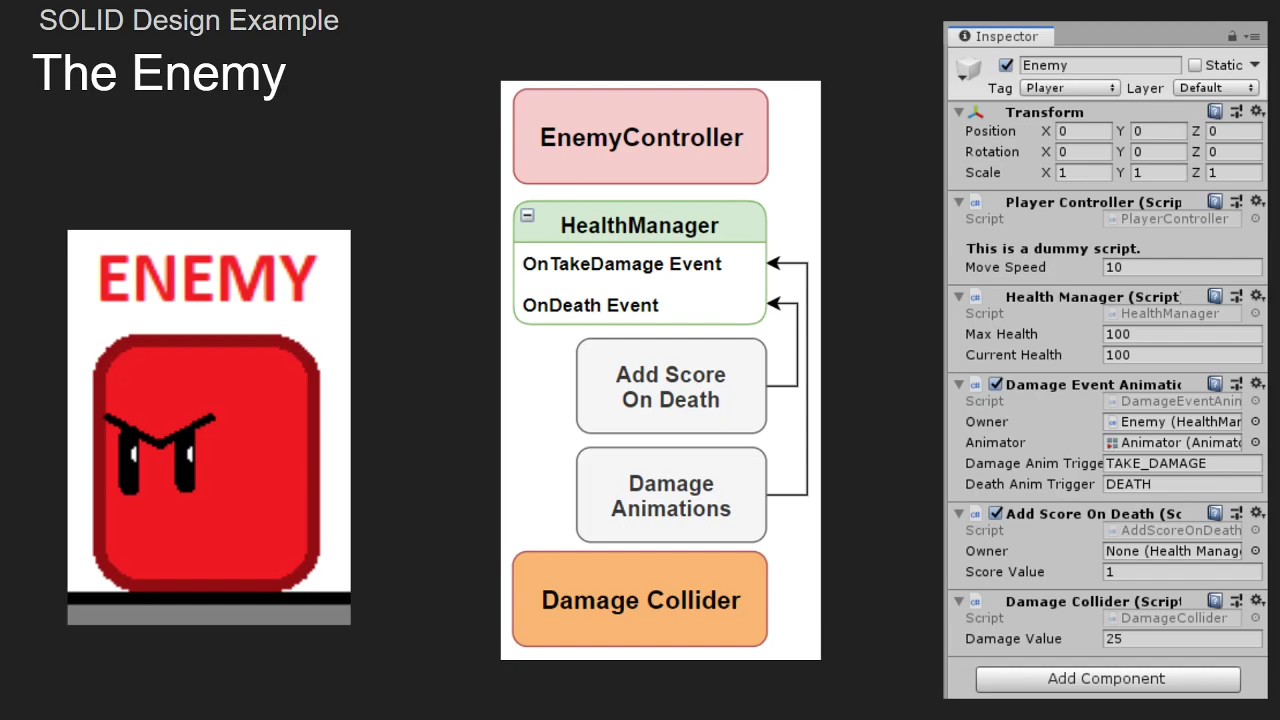 SOLID Design Example
The Enemy
ENEMY
EnemyController
HealthManager
OnTakeDamage Event
OnDeath Event
Add Score
On Death
Damage
Animations
Damage Collider
Inspector
Enemy Static
Tag Player Layer Default
Transform
Position X 0 Y 0 Z 0
Rotation X 0 Y 0 Z 0
Scale X 1 Y 1 Z 1
Player Controller (Scrip
Script PlayerController
This is a dummy script.
Move Speed 10
Health Manager (Script
Script HealthManager
Max Health 100
Current Health 100
Damage Event Animatic
Script DamageEventAnin
Owner Enemy (HealthMar
Animator Animator (Animato
Damage Anim Trigge TAKE_DAMAGE
Death Anim Trigger DEATH
Add Score On Death (Sc
Script AddScoreOnDeath
Owner None (Health Manag
Score Value 1
Damage Collider (Script
Script DamageCollider
Damage Value 25
Add Component